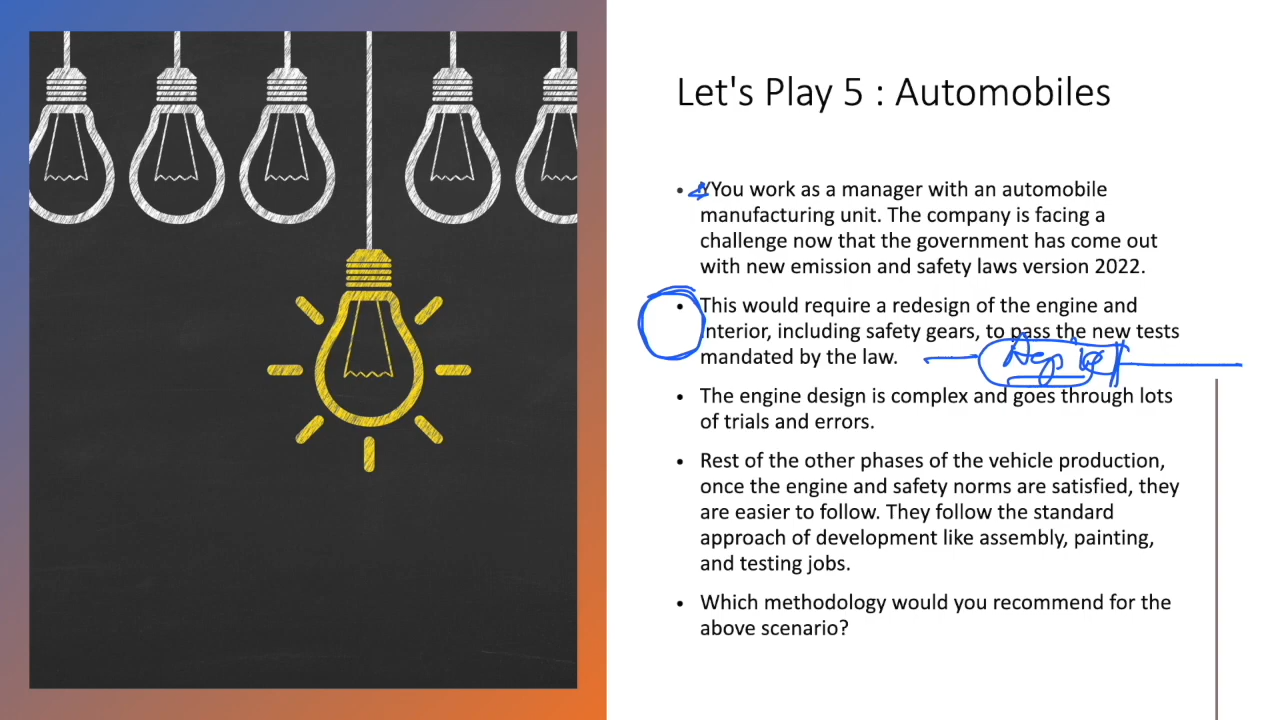 Let's Play 5 : Automobiles
• You work as a manager with an automobile
manufacturing unit. The company is facing a
challenge now that the government has come out
with new emission and safety laws version 2022.
• This would require a redesign of the engine and
interior, including safety gears, to pass the new tests
mandated by the law.
• The engine design is complex and goes through lots
of trials and errors.
• Rest of the other phases of the vehicle production,
once the engine and safety norms are satisfied, they
are easier to follow. They follow the standard
approach of development like assembly, painting,
and testing jobs.
• Which methodology would you recommend for the
above scenario?